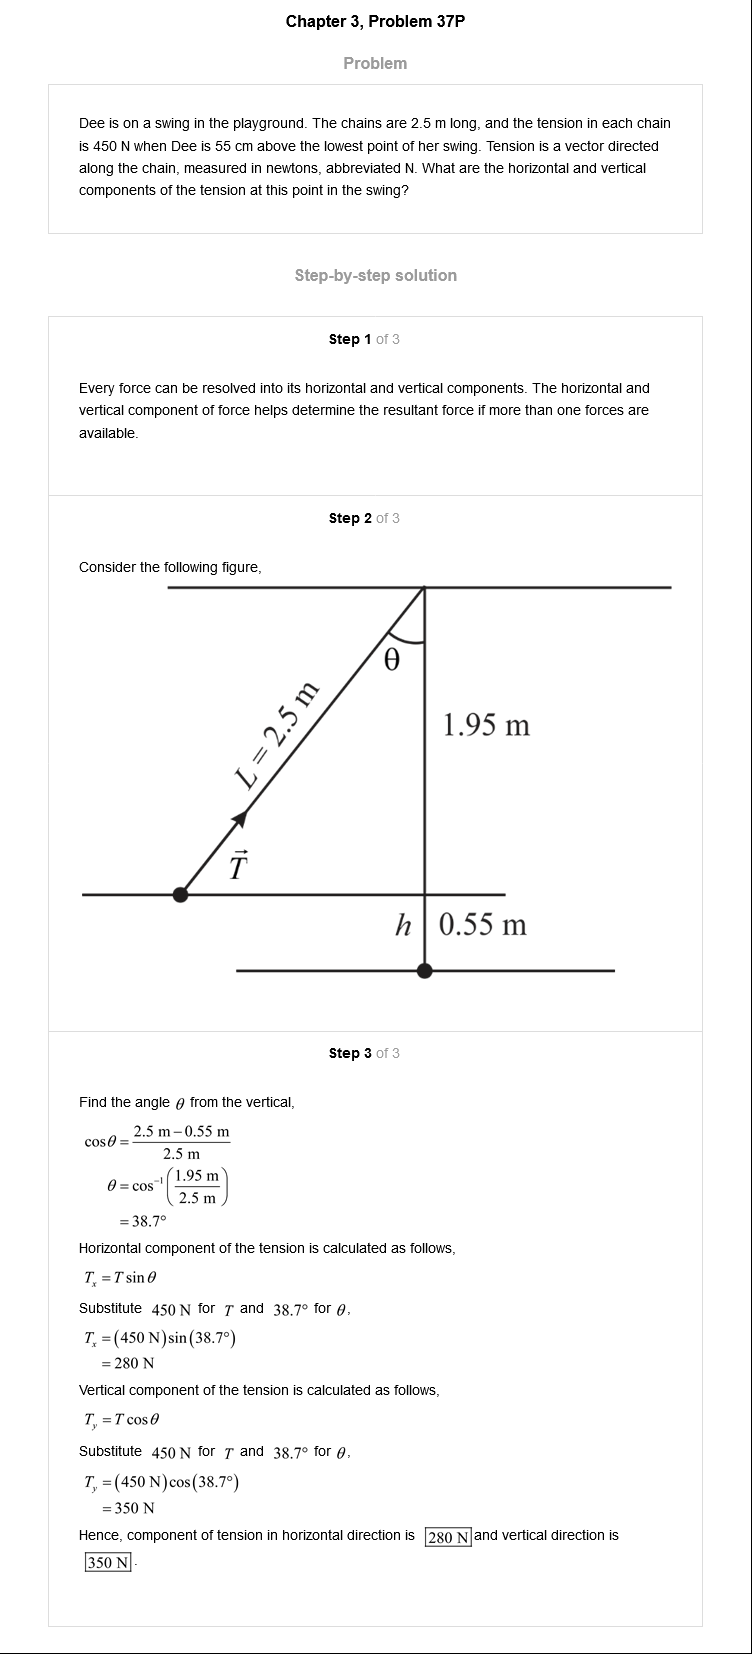 Chapter 3, Problem 37P
Problem
Dee is on a swing in the playground. The chains are 2.5 m long, and the tension in each chain
is 450 N when Dee is 55 cm above the lowest point of her swing. Tension is a vector directed
along the chain, measured in newtons, abbreviated N. What are the horizontal and vertical
components of the tension at this point in the swing?
Step-by-step solution
Step 1 of 3
Every force can be resolved into its horizontal and vertical components. The horizontal and
vertical component of force helps determine the resultant force if more than one forces are
available.
Step 2 of 3
Consider the following figure,
θ
L = 2.5 m
1.95 m
T⃗
h 0.55 m
Step 3 of 3
Find the angle θ from the vertical,
cosθ = (2.5 m − 0.55 m)/(2.5 m)
θ = cos⁻¹(1.95 m/2.5 m)
= 38.7°
Horizontal component of the tension is calculated as follows,
Tₓ = T sinθ
Substitute 450 N for T and 38.7° for θ,
Tₓ = (450 N)sin(38.7°)
= 280 N
Vertical component of the tension is calculated as follows,
T_y = T cosθ
Substitute 450 N for T and 38.7° for θ,
T_y = (450 N)cos(38.7°)
= 350 N
Hence, component of tension in horizontal direction is 280 N and vertical direction is
350 N.